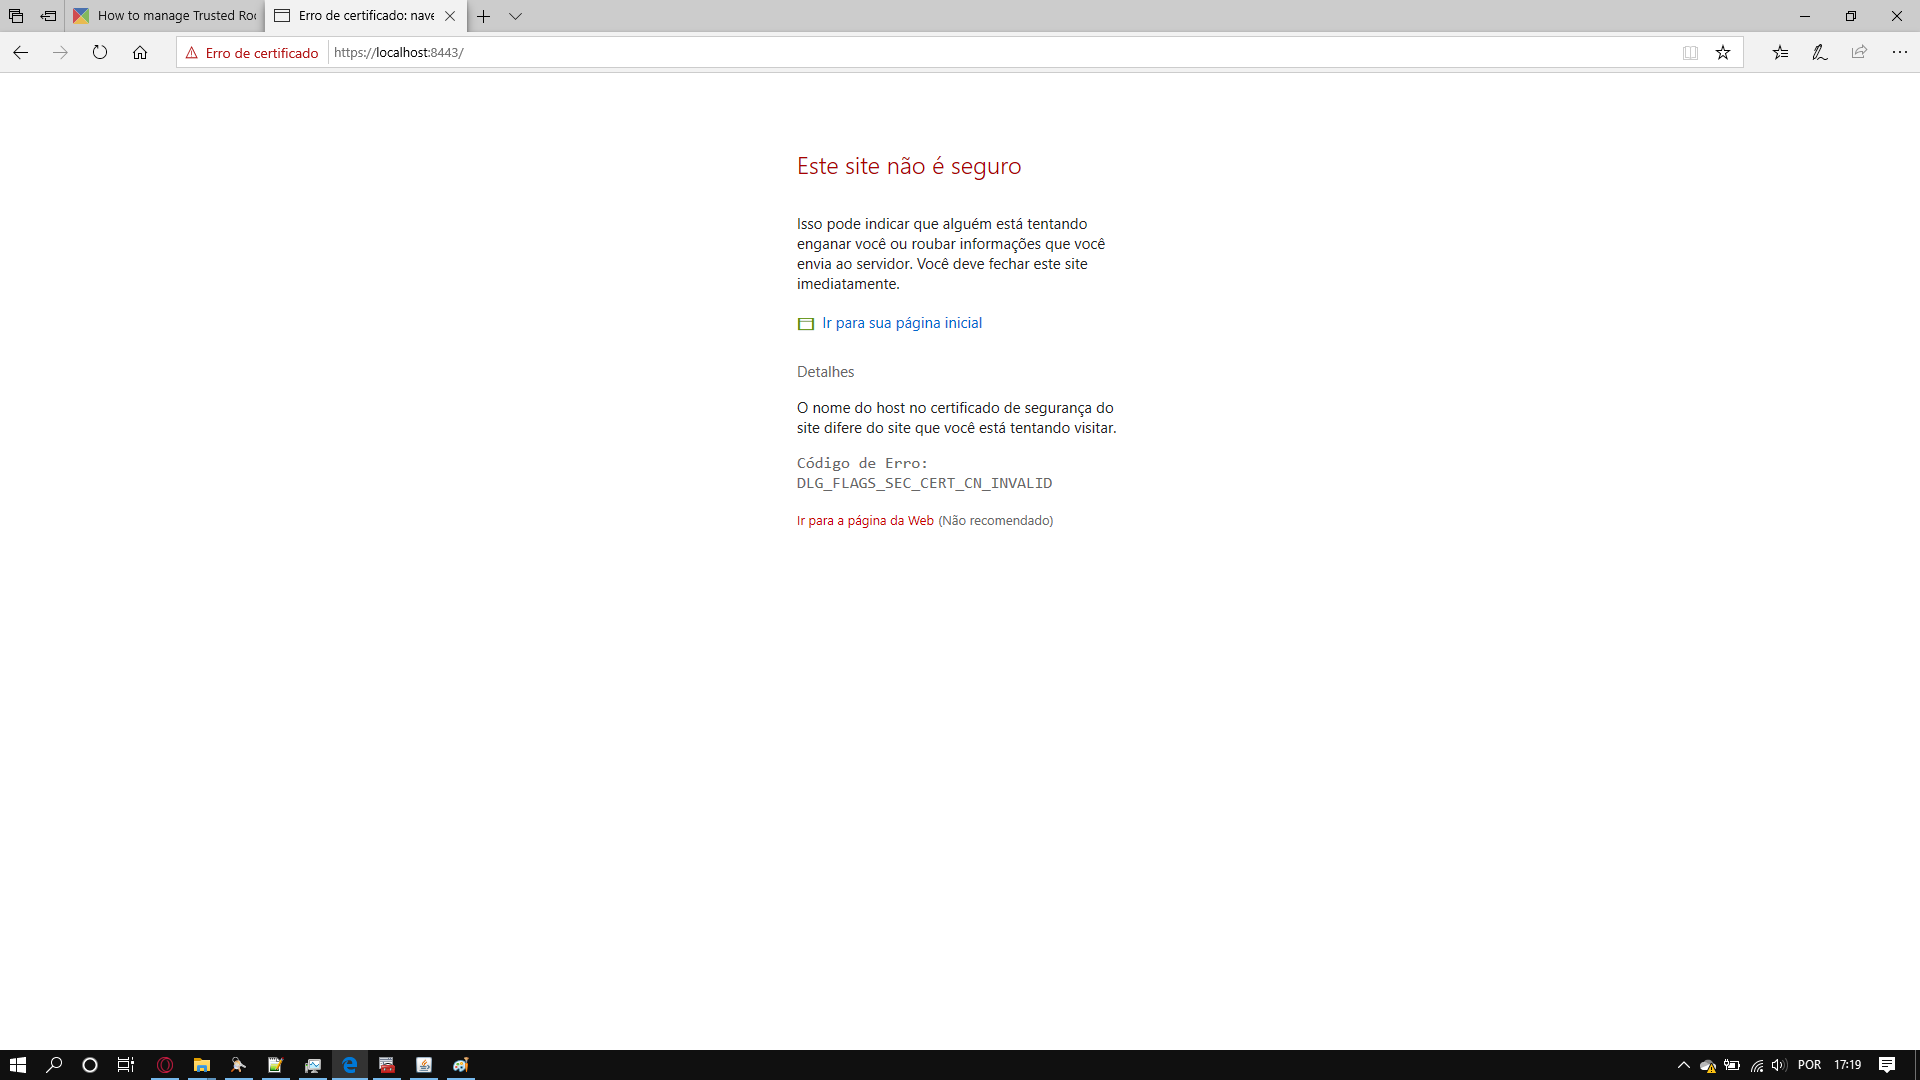 How to manage Trusted Roo
Erro de certificado: nave
Erro de certificado
https://localhost:8443/
Este site não é seguro
Isso pode indicar que alguém está tentando
enganar você ou roubar informações que você
envia ao servidor. Você deve fechar este site
imediatamente.
Ir para sua página inicial
Detalhes
O nome do host no certificado de segurança do
site difere do site que você está tentando visitar.
Código de Erro:
DLG_FLAGS_SEC_CERT_CN_INVALID
Ir para a página da Web (Não recomendado)
POR 17:19